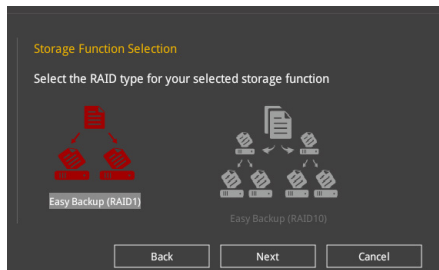 Storage Function Selection
Select the RAID type for your selected storage function
Easy Backup (RAID1)
Easy Backup (RAID10)
Back
Next
Cancel